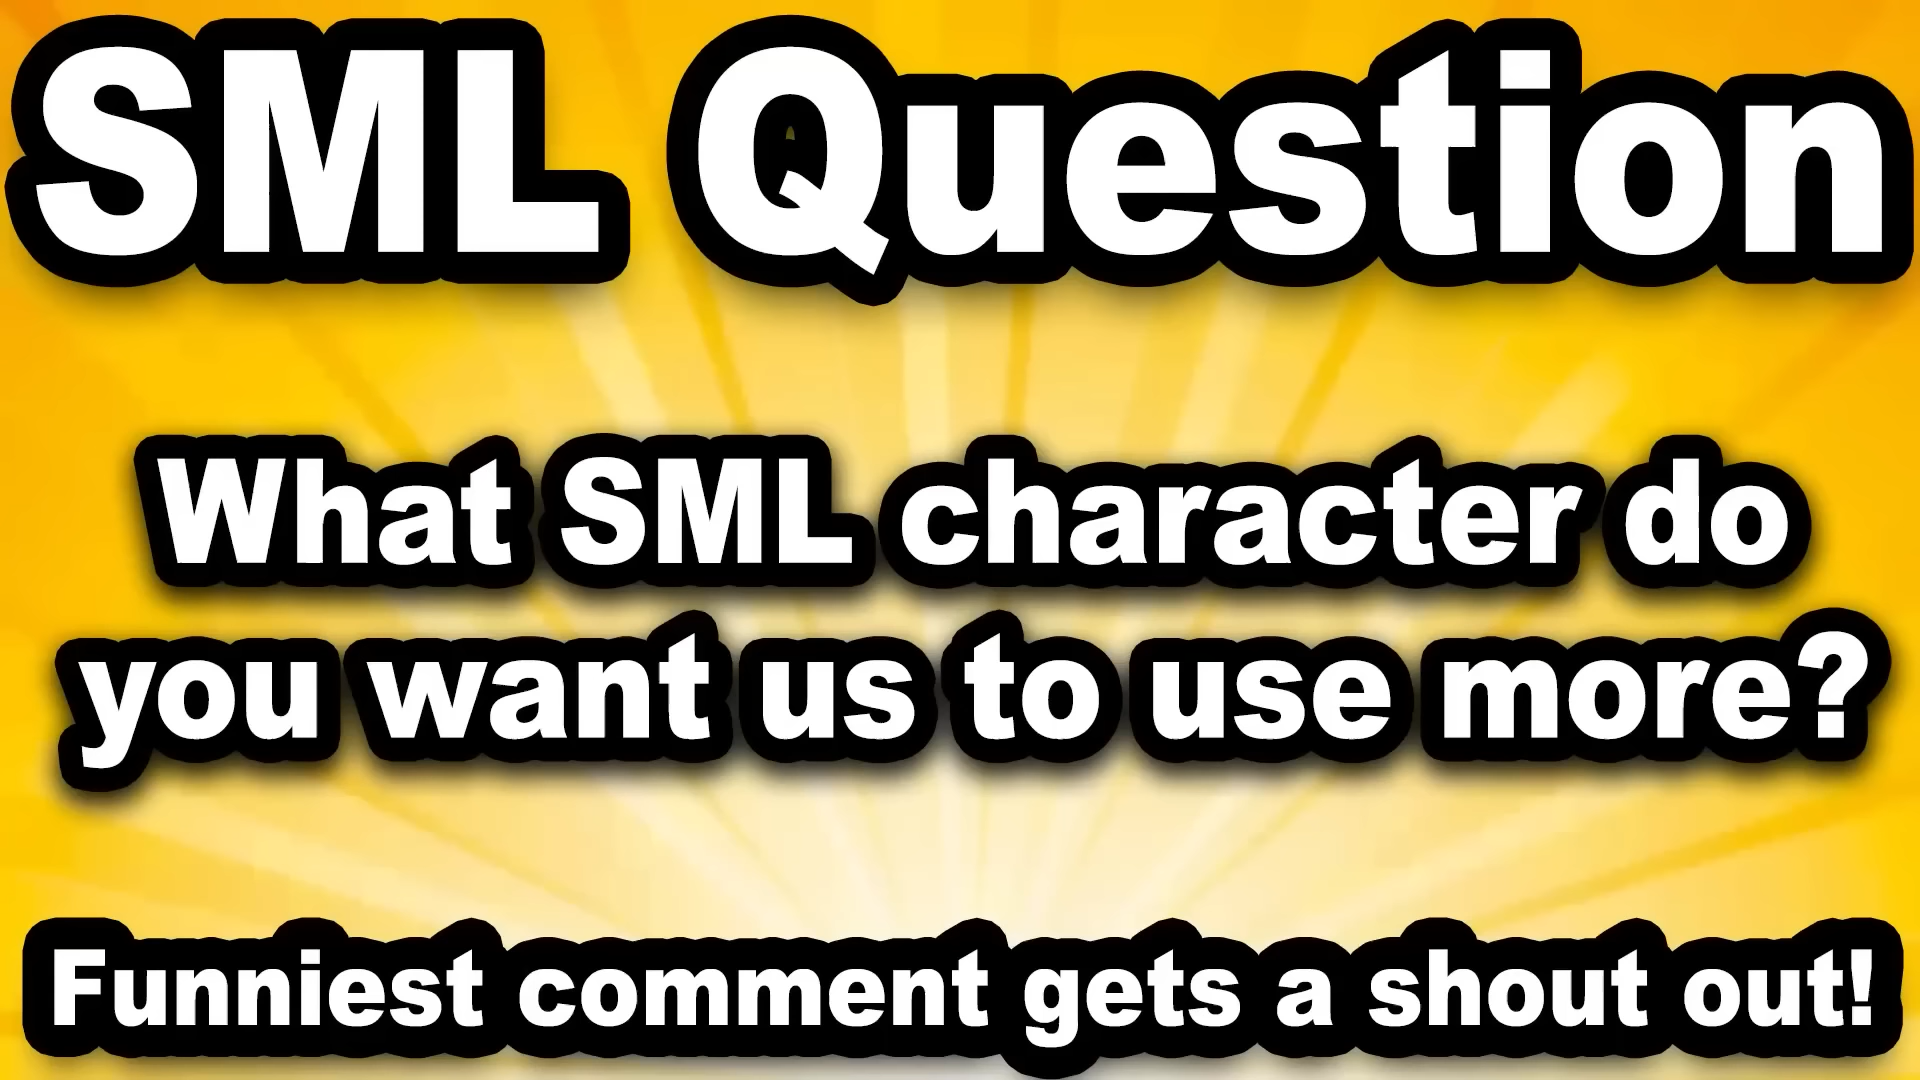 SML Question
What SML character do
you want us to use more?
Funniest comment gets a shout out!